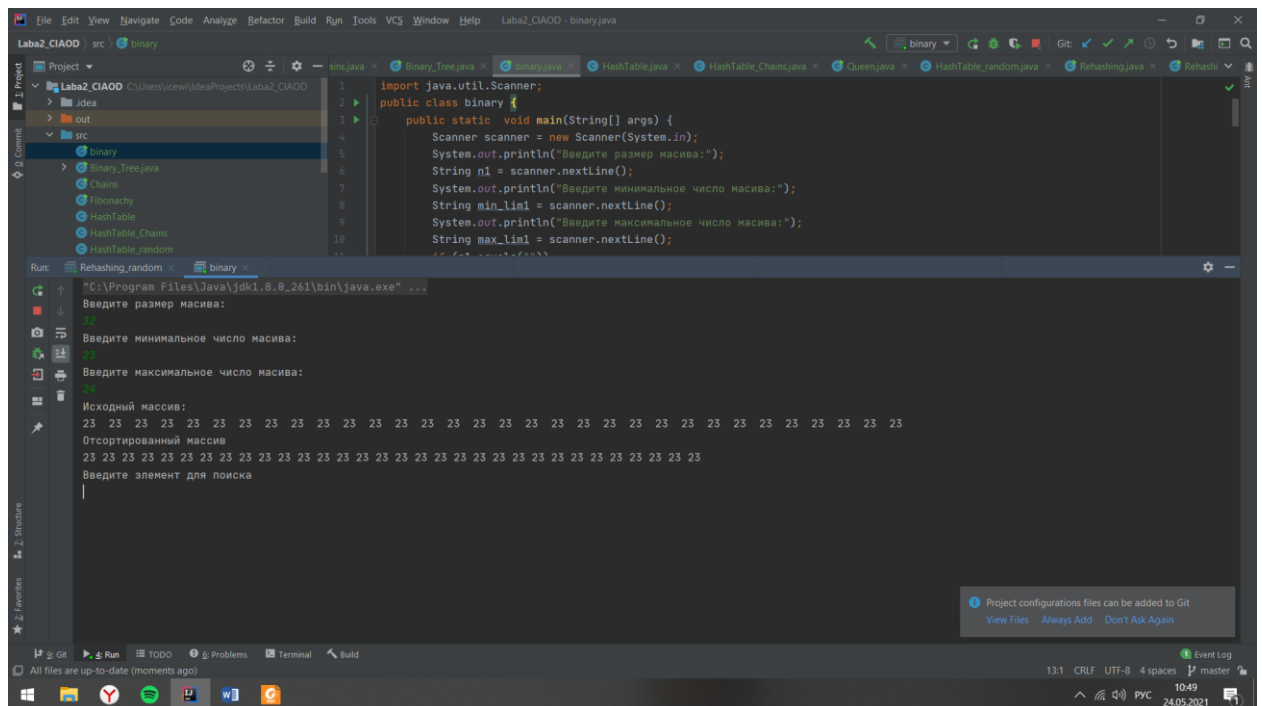 File Edit View Navigate Code Analyze Refactor Build Run Tools VCS Window Help Laba2_CIAOD - binary.java
Laba2_CIAOD src binary binary Git:
Project ains.java Binary_Tree.java binary.java HashTable.java HashTable_Chains.java Queen.java HashTable_random.java Rehashing.java Rehashi
1: Project
Ant
Laba2_CIAOD C:\Users\icewi\IdeaProjects\Laba2_CIAOD
.idea
out
src
binary
Binary_Tree.java
Chains
Fibonachy
HashTable
HashTable_Chains
HashTable_random
0: Commit
1 import java.util.Scanner;
2 public class binary {
3 public static void main(String[] args) {
4 Scanner scanner = new Scanner(System.in);
5 System.out.println("Введите размер масива:");
6 String n1 = scanner.nextLine();
7 System.out.println("Введите минимальное число масива:");
8 String min_lim1 = scanner.nextLine();
9 System.out.println("Введите максимальное число масива:");
10 String max_lim1 = scanner.nextLine();
Run: Rehashing_random binary
"C:\Program Files\Java\jdk1.8.0_261\bin\java.exe" ...
Введите размер масива:
32
Введите минимальное число масива:
23
Введите максимальное число масива:
24
Исходный массив:
23 23 23 23 23 23 23 23 23 23 23 23 23 23 23 23 23 23 23 23 23 23 23 23 23 23 23 23 23 23 23 23
Отсортированный массив
23 23 23 23 23 23 23 23 23 23 23 23 23 23 23 23 23 23 23 23 23 23 23 23 23 23 23 23 23 23 23 23
Введите элемент для поиска
7: Structure
2: Favorites
Project configurations files can be added to Git
View Files Always Add Don't Ask Again
9: Git 4: Run TODO 6: Problems Terminal Build 1 Event Log
All files are up-to-date (moments ago) 13:1 CRLF UTF-8 4 spaces master
РУС 10:49
24.05.2021